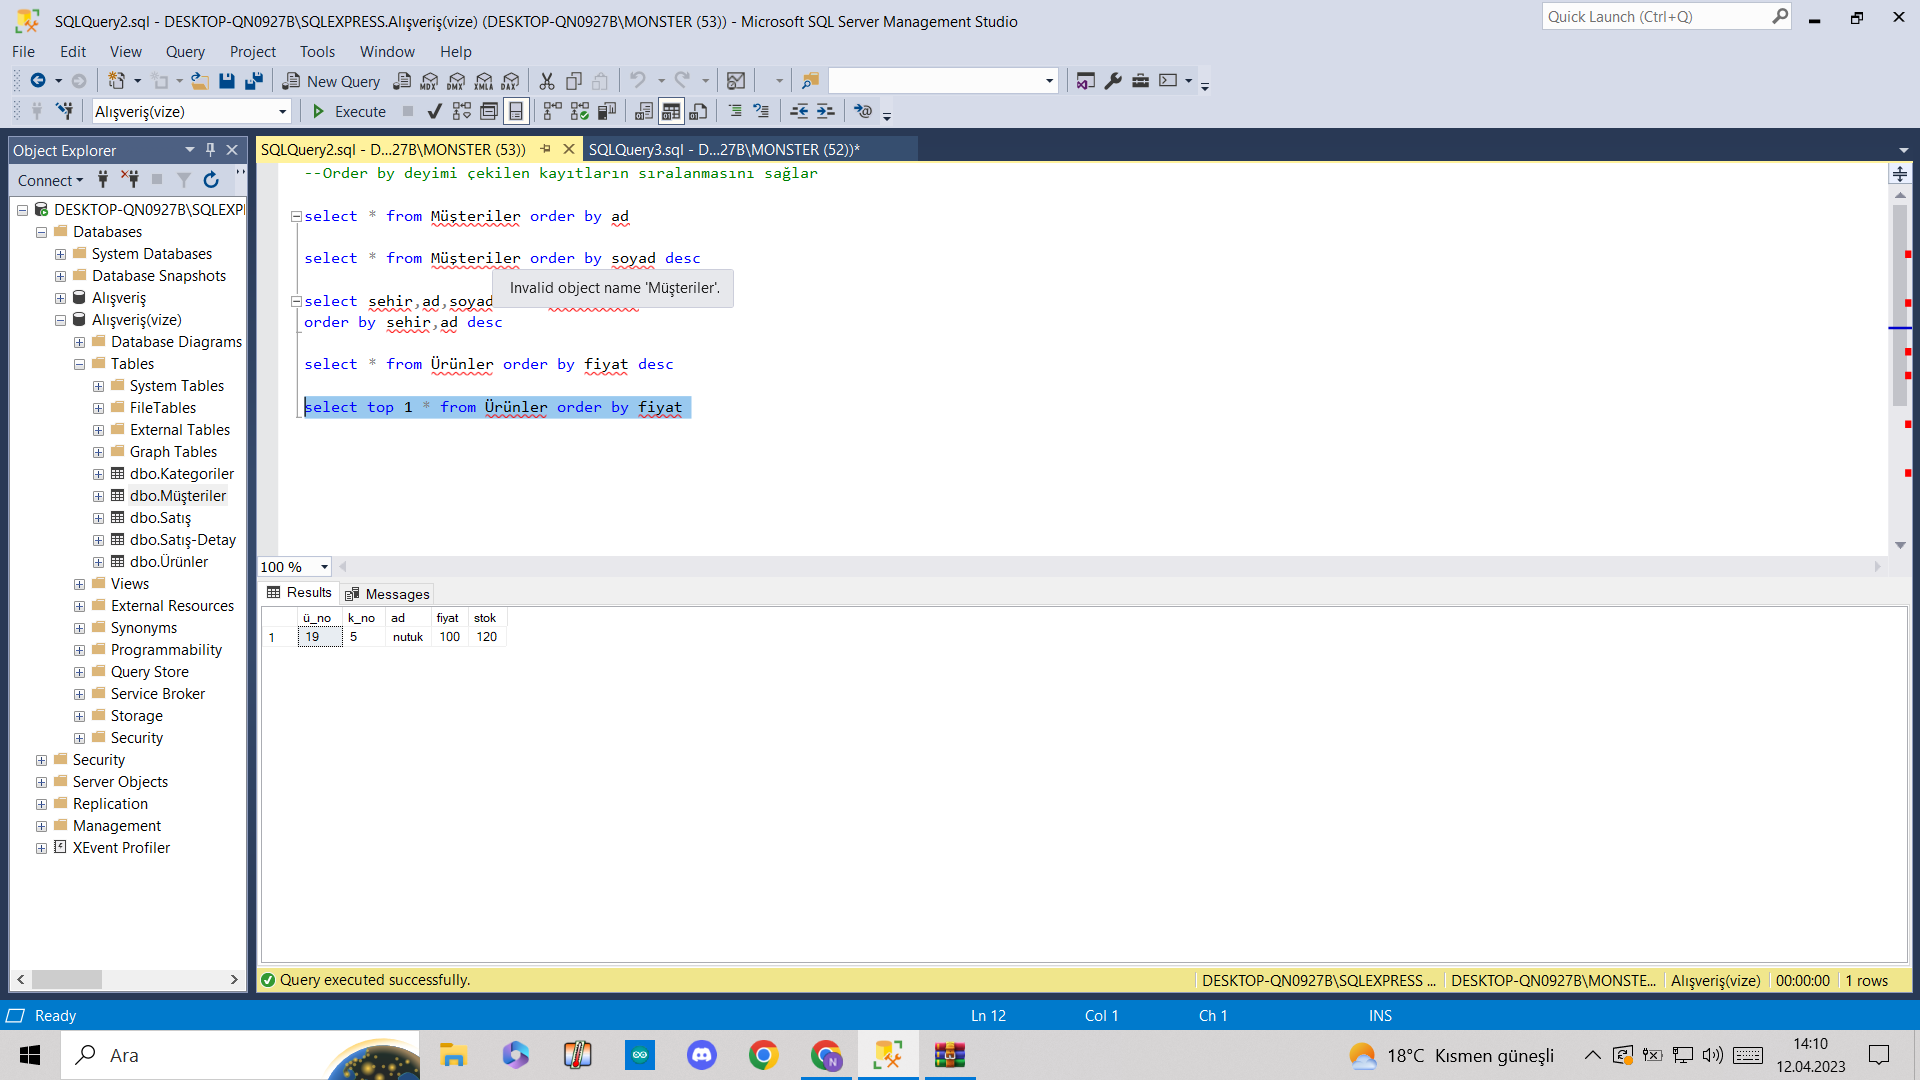 SQLQuery2.sql - DESKTOP-QN0927B\SQLEXPRESS.Alışveriş(vize) (DESKTOP-QN0927B\MONSTER (53)) - Microsoft SQL Server Management Studio
Quick Launch (Ctrl+Q)
File Edit View Query Project Tools Window Help
New Query MDX DMX XMLA DAX
Alışveriş(vize) Execute
Object Explorer
SQLQuery2.sql - D...27B\MONSTER (53))
SQLQuery3.sql - D...27B\MONSTER (52))*
Connect
DESKTOP-QN0927B\SQLEXPI
Databases
System Databases
Database Snapshots
Alışveriş
Alışveriş(vize)
Database Diagrams
Tables
System Tables
FileTables
External Tables
Graph Tables
dbo.Kategoriler
dbo.Müşteriler
dbo.Satış
dbo.Satış-Detay
dbo.Ürünler
Views
External Resources
Synonyms
Programmability
Query Store
Service Broker
Storage
Security
Security
Server Objects
Replication
Management
XEvent Profiler
--Order by deyimi çekilen kayıtların sıralanmasını sağlar
select * from Müşteriler order by ad
select * from Müşteriler order by soyad desc
Invalid object name 'Müşteriler'.
select sehir,ad,soyad
order by sehir,ad desc
select * from Ürünler order by fiyat desc
select top 1 * from Ürünler order by fiyat
100 %
Results Messages
ü_no k_no ad fiyat stok
1 19 5 nutuk 100 120
Query executed successfully.
DESKTOP-QN0927B\SQLEXPRESS ... DESKTOP-QN0927B\MONSTE... Alışveriş(vize) 00:00:00 1 rows
Ready Ln 12 Col 1 Ch 1 INS
Ara
N
18°C Kısmen güneşli
14:10
12.04.2023